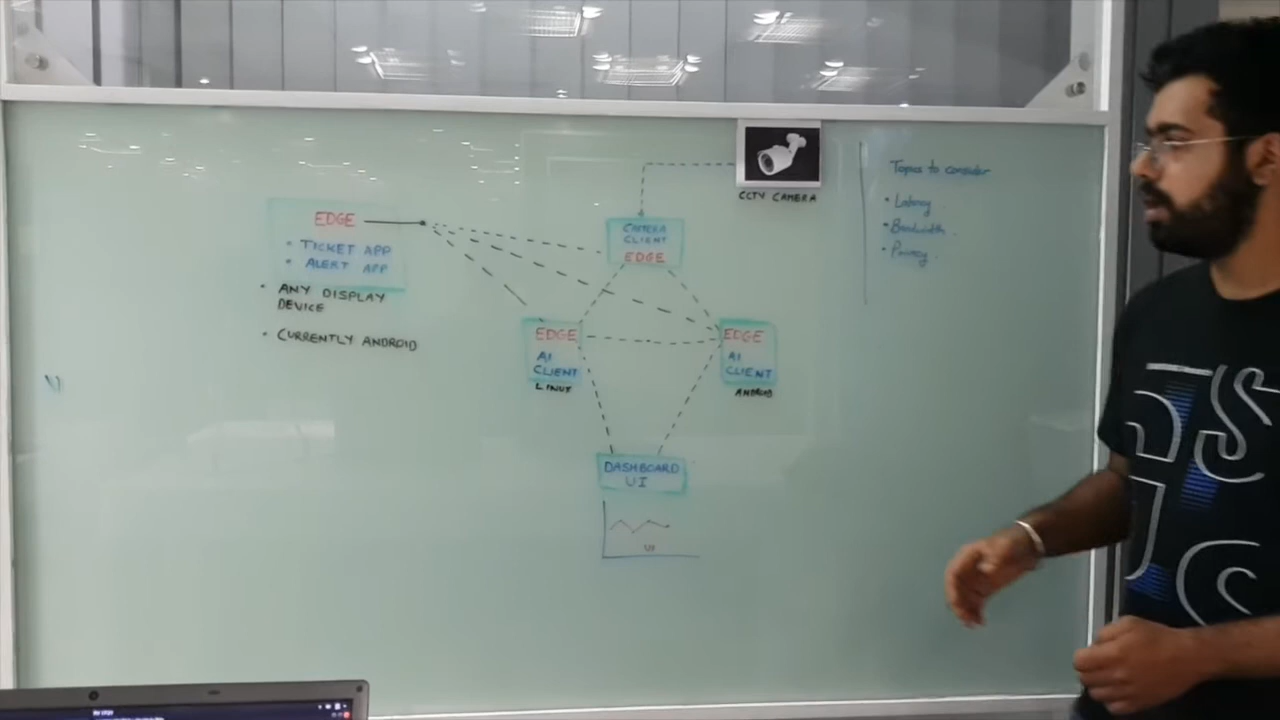 EDGE
• TICKET APP
• ALERT APP
• ANY DISPLAY
DEVICE
• CURRENTLY ANDROID
CCTV CAMERA
CAMERA
CLIENT
EDGE
EDGE
AI
CLIENT
LINUX
EDGE
AI
CLIENT
ANDROID
DASHBOARD
UI
UI
Topics to consider
• Latency
• Bandwidth
• Privacy